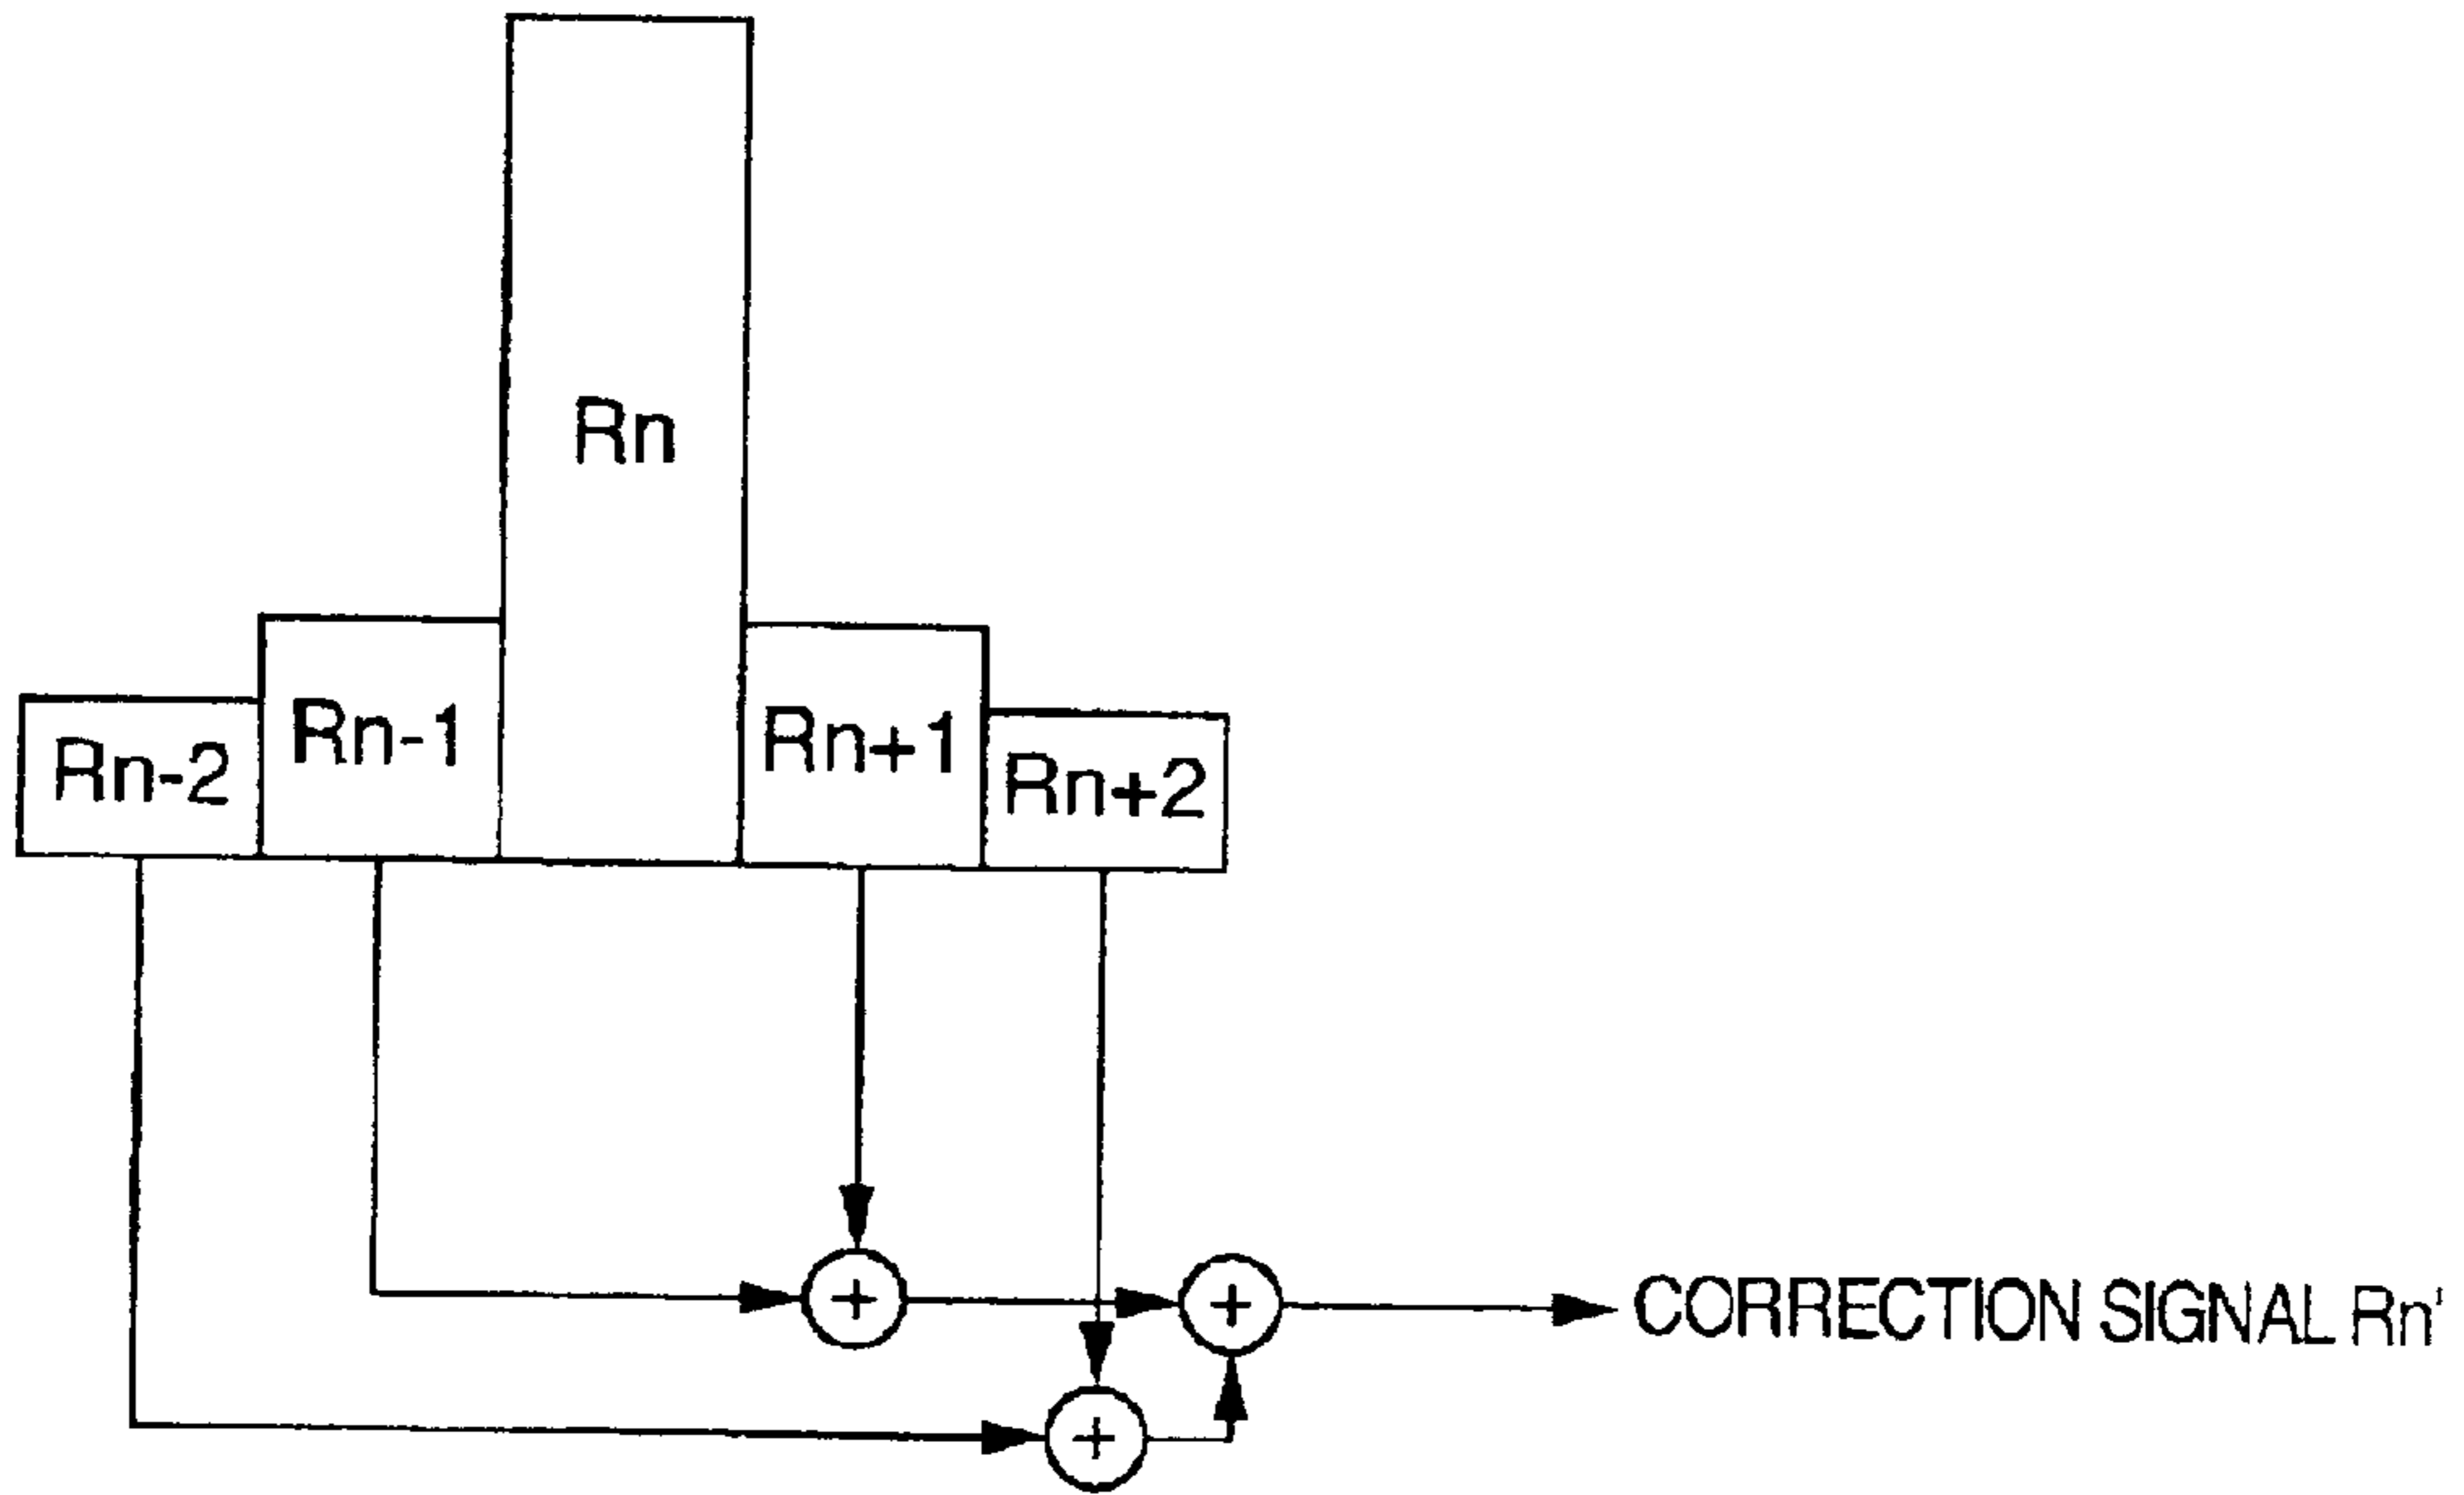 Rn
Rn-2
Rn-1
Rn+1
Rn+2
+
+
+
CORRECTION SIGNAL Rn'